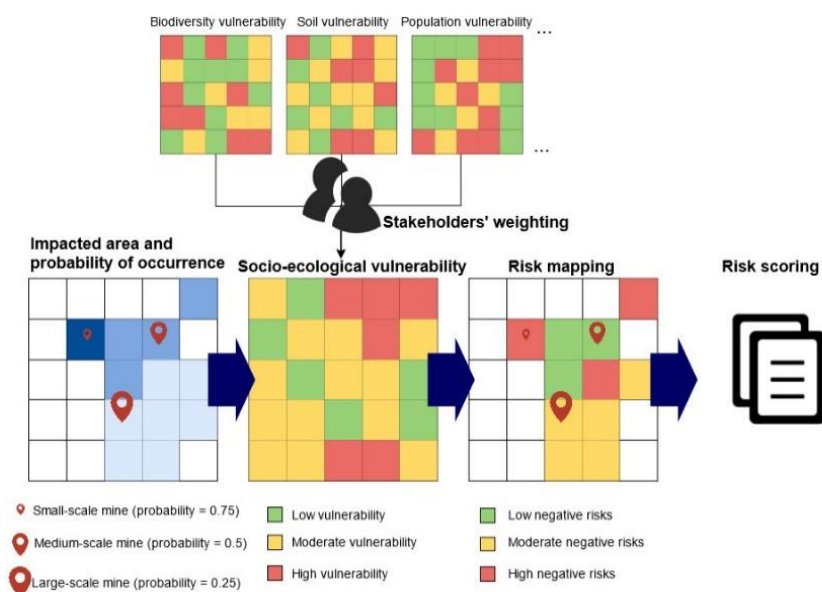 Biodiversity vulnerability
Soil vulnerability
Population vulnerability
...
...
Stakeholders' weighting
Impacted area and
probability of occurrence
Socio-ecological vulnerability
Risk mapping
Risk scoring
Small-scale mine (probability = 0.75)
Medium-scale mine (probability = 0.5)
Large-scale mine (probability = 0.25)
Low vulnerability
Moderate vulnerability
High vulnerability
Low negative risks
Moderate negative risks
High negative risks